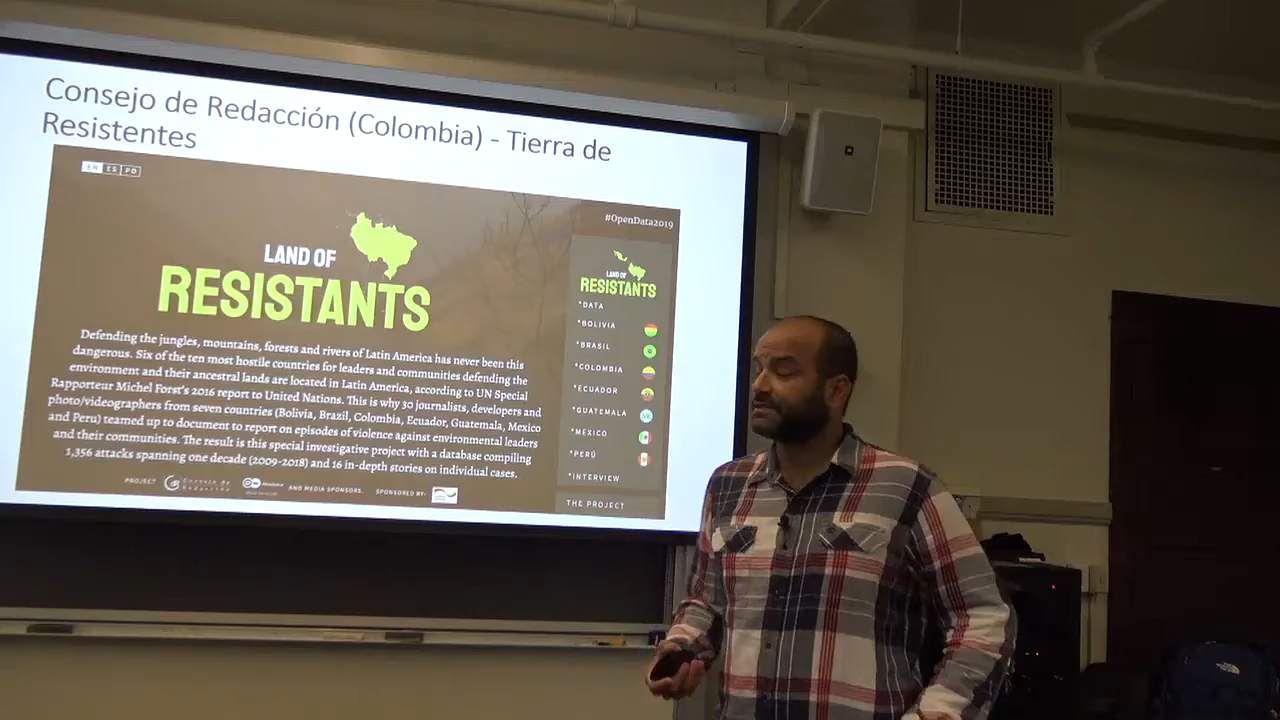 Consejo de Redacción (Colombia) - Tierra de
Resistentes
EN ES PO
#OpenData2019
LAND OF
RESISTANTS
Defending the jungles, mountains, forests and rivers of Latin America has never been this
dangerous. Six of the ten most hostile countries for leaders and communities defending the
environment and their ancestral lands are located in Latin America, according to UN Special
Rapporteur Michel Forst's 2016 report to United Nations. This is why 30 journalists, developers and
photo/videographers from seven countries (Bolivia, Brazil, Colombia, Ecuador, Guatemala, Mexico
and Peru) teamed up to document to report on episodes of violence against environmental leaders
and their communities. The result is this special investigative project with a database compiling
1,356 attacks spanning one decade (2009-2018) and 16 in-depth stories on individual cases.
PROJECT Consejo de Redacción AND MEDIA SPONSORS. SPONSORED BY:
LAND OF
RESISTANTS
*DATA
*BOLIVIA
*BRASIL
*COLOMBIA
*ECUADOR
*GUATEMALA
*MEXICO
*PERÚ
*INTERVIEW
THE PROJECT